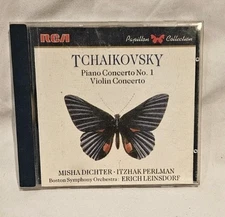 RCA
Papillon Collection
TCHAIKOVSKY
Piano Concerto No. 1
Violin Concerto
MISHA DICHTER · ITZHAK PERLMAN
Boston Symphony Orchestra · ERICH LEINSDORF